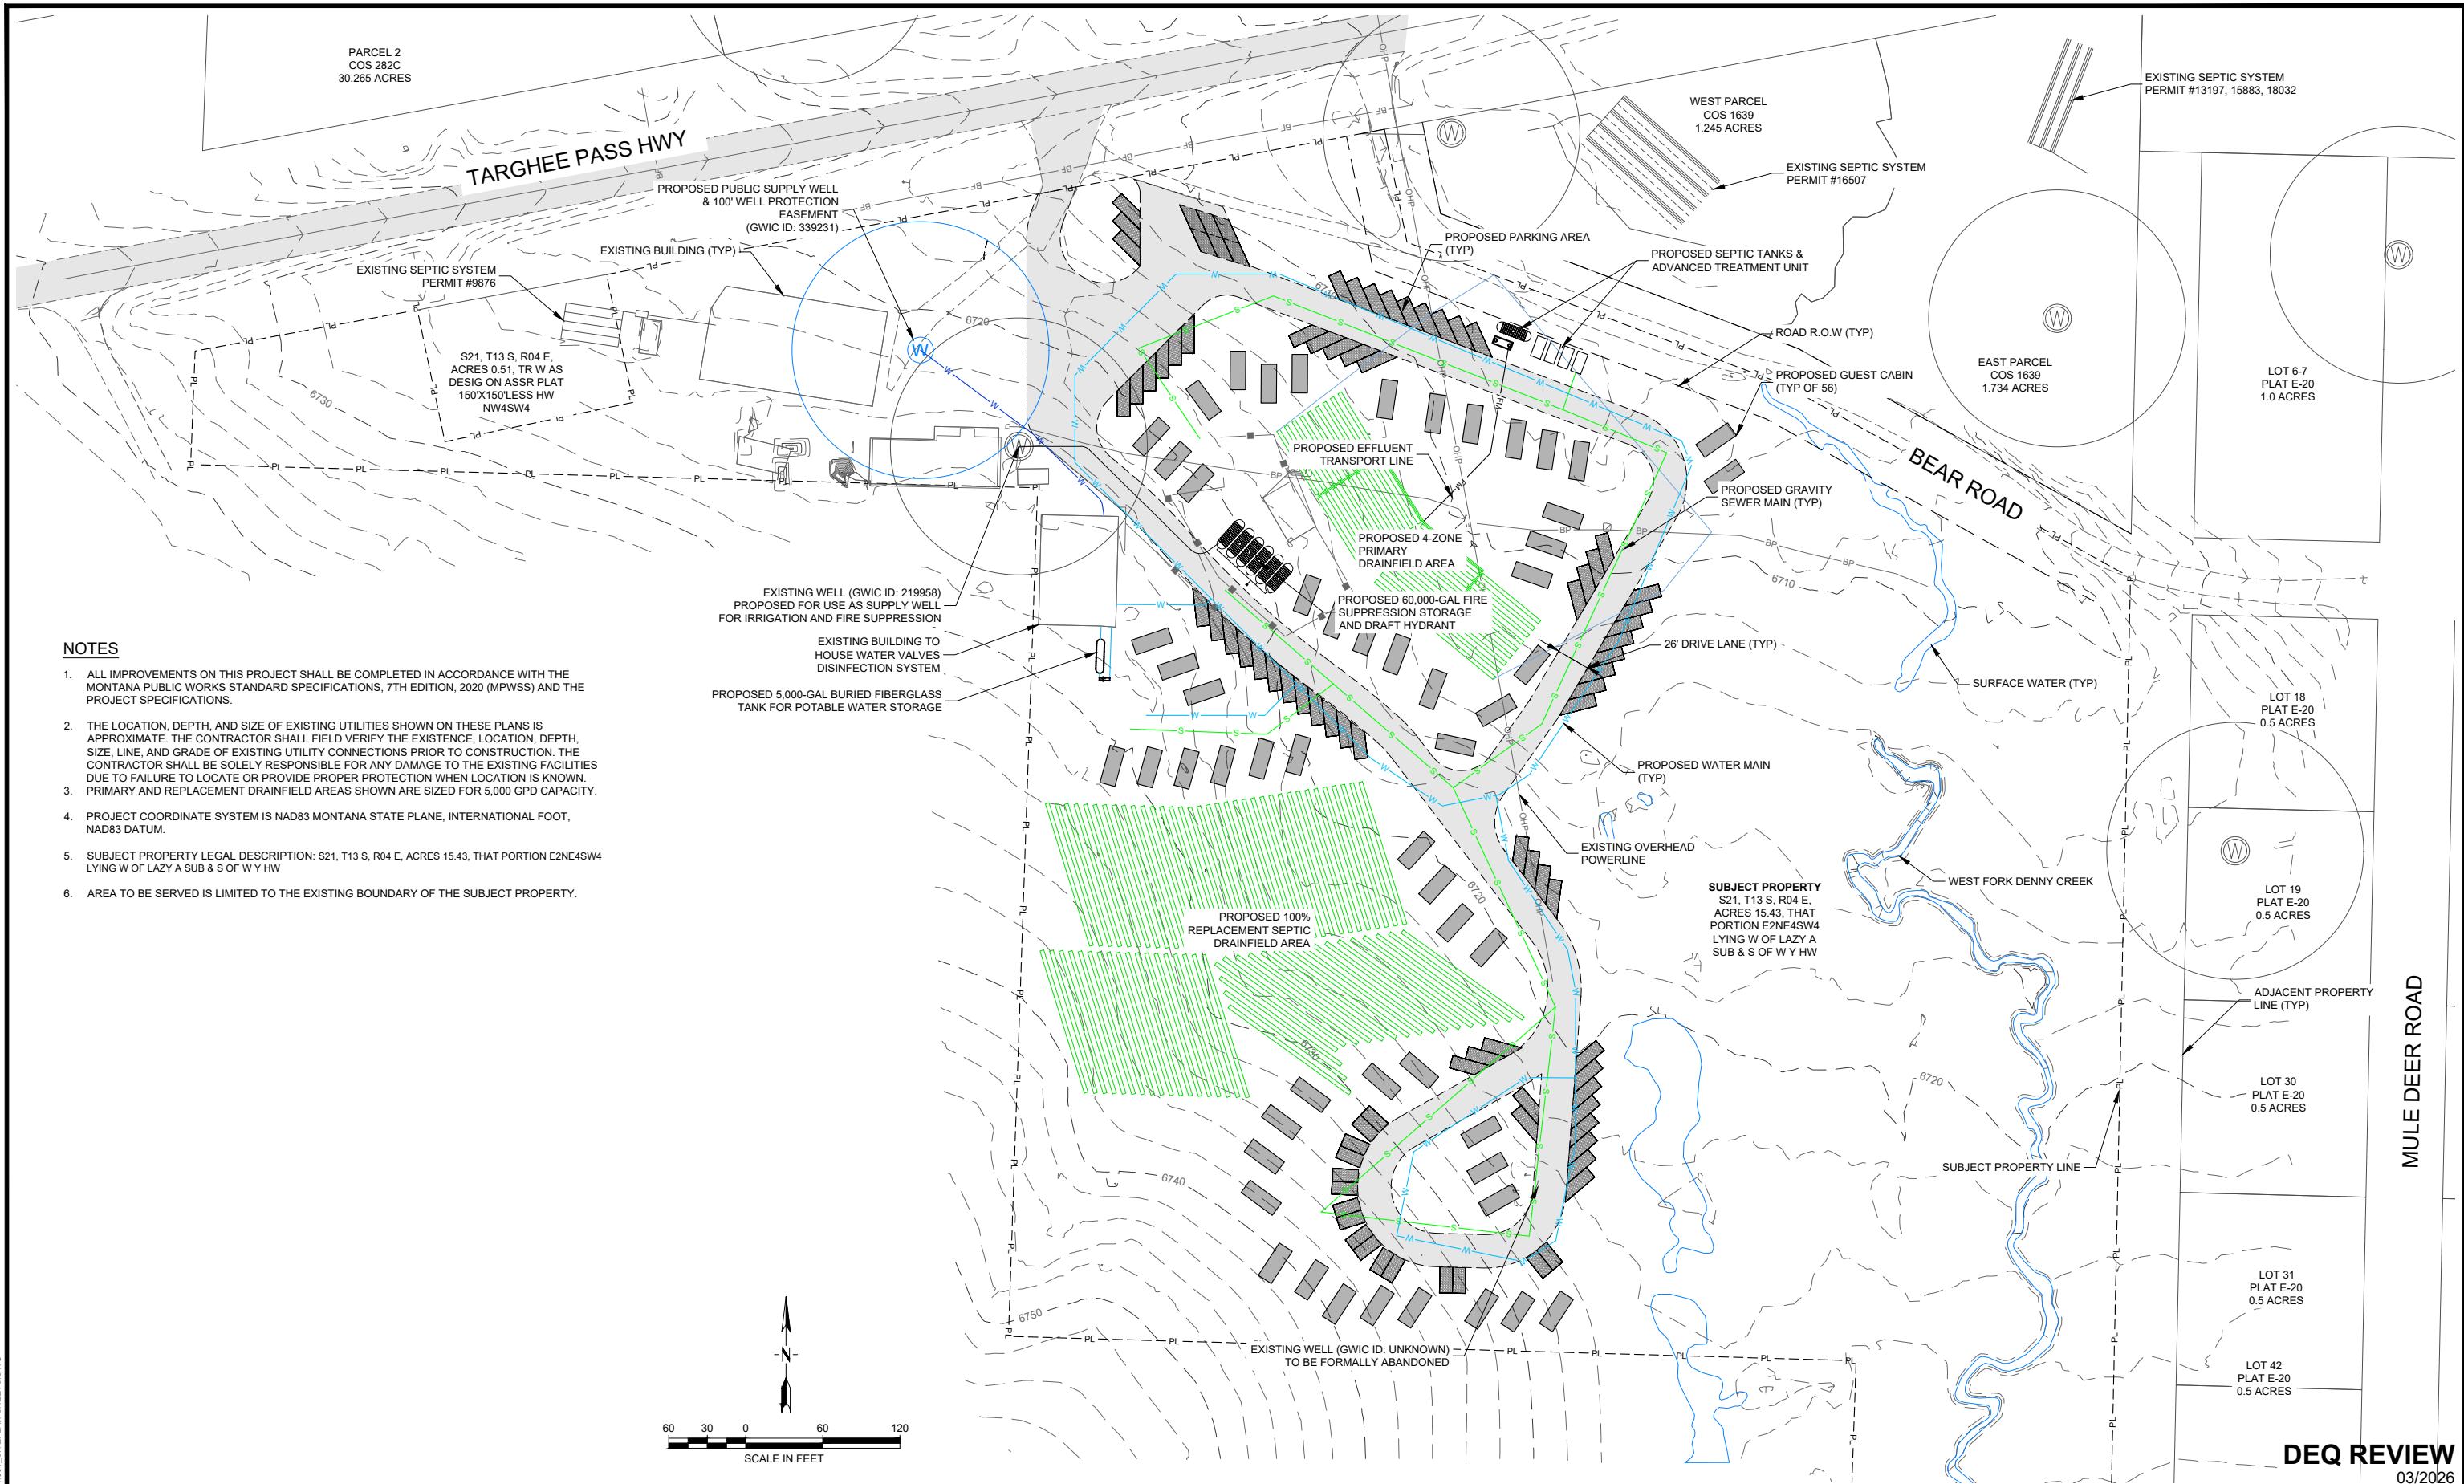 PARCEL 2
COS 282C
30.265 ACRES
TARGHEE PASS HWY
PROPOSED PUBLIC SUPPLY WELL
& 100' WELL PROTECTION
EASEMENT
(GWIC ID: 339231)
EXISTING BUILDING (TYP)
EXISTING SEPTIC SYSTEM
PERMIT #9876
S21, T13 S, R04 E,
ACRES 0.51, TR W AS
DESIG ON ASSR PLAT
150'X150'LESS HW
NW4SW4
WEST PARCEL
COS 1639
1.245 ACRES
EXISTING SEPTIC SYSTEM
PERMIT #13197, 15883, 18032
EXISTING SEPTIC SYSTEM
PERMIT #16507
PROPOSED PARKING AREA
(TYP)
PROPOSED SEPTIC TANKS &
ADVANCED TREATMENT UNIT
ROAD R.O.W (TYP)
PROPOSED GUEST CABIN
(TYP OF 56)
EAST PARCEL
COS 1639
1.734 ACRES
LOT 6-7
PLAT E-20
1.0 ACRES
BEAR ROAD
PROPOSED EFFLUENT
TRANSPORT LINE
PROPOSED GRAVITY
SEWER MAIN (TYP)
PROPOSED 4-ZONE
PRIMARY
DRAINFIELD AREA
PROPOSED 60,000-GAL FIRE
SUPPRESSION STORAGE
AND DRAFT HYDRANT
26' DRIVE LANE (TYP)
SURFACE WATER (TYP)
EXISTING WELL (GWIC ID: 219958)
PROPOSED FOR USE AS SUPPLY WELL
FOR IRRIGATION AND FIRE SUPPRESSION
EXISTING BUILDING TO
HOUSE WATER VALVES
DISINFECTION SYSTEM
PROPOSED 5,000-GAL BURIED FIBERGLASS
TANK FOR POTABLE WATER STORAGE
NOTES
1. ALL IMPROVEMENTS ON THIS PROJECT SHALL BE COMPLETED IN ACCORDANCE WITH THE
MONTANA PUBLIC WORKS STANDARD SPECIFICATIONS, 7TH EDITION, 2020 (MPWSS) AND THE
PROJECT SPECIFICATIONS.
2. THE LOCATION, DEPTH, AND SIZE OF EXISTING UTILITIES SHOWN ON THESE PLANS IS
APPROXIMATE. THE CONTRACTOR SHALL FIELD VERIFY THE EXISTENCE, LOCATION, DEPTH,
SIZE, LINE, AND GRADE OF EXISTING UTILITY CONNECTIONS PRIOR TO CONSTRUCTION. THE
CONTRACTOR SHALL BE SOLELY RESPONSIBLE FOR ANY DAMAGE TO THE EXISTING FACILITIES
DUE TO FAILURE TO LOCATE OR PROVIDE PROPER PROTECTION WHEN LOCATION IS KNOWN.
3. PRIMARY AND REPLACEMENT DRAINFIELD AREAS SHOWN ARE SIZED FOR 5,000 GPD CAPACITY.
4. PROJECT COORDINATE SYSTEM IS NAD83 MONTANA STATE PLANE, INTERNATIONAL FOOT,
NAD83 DATUM.
5. SUBJECT PROPERTY LEGAL DESCRIPTION: S21, T13 S, R04 E, ACRES 15.43, THAT PORTION E2NE4SW4
LYING W OF LAZY A SUB & S OF W Y HW
6. AREA TO BE SERVED IS LIMITED TO THE EXISTING BOUNDARY OF THE SUBJECT PROPERTY.
PROPOSED WATER MAIN
(TYP)
EXISTING OVERHEAD
POWERLINE
SUBJECT PROPERTY
S21, T13 S, R04 E,
ACRES 15.43, THAT
PORTION E2NE4SW4
LYING W OF LAZY A
SUB & S OF W Y HW
WEST FORK DENNY CREEK
PROPOSED 100%
REPLACEMENT SEPTIC
DRAINFIELD AREA
LOT 18
PLAT E-20
0.5 ACRES
LOT 19
PLAT E-20
0.5 ACRES
ADJACENT PROPERTY
LINE (TYP)
MULE DEER ROAD
LOT 30
PLAT E-20
0.5 ACRES
SUBJECT PROPERTY LINE
LOT 31
PLAT E-20
0.5 ACRES
LOT 42
PLAT E-20
0.5 ACRES
EXISTING WELL (GWIC ID: UNKNOWN)
TO BE FORMALLY ABANDONED
6720
6730
6710
6710
6720
6730
6720
6740
6750
N
60 30 0 60 120
SCALE IN FEET
DEQ REVIEW
03/2026